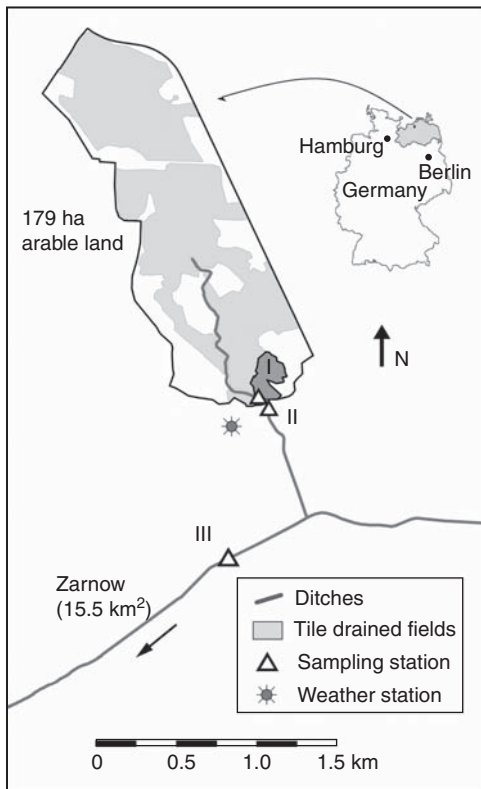 Hamburg
Berlin
Germany
179 ha
arable land
N
I
II
III
Zarnow
(15.5 km²)
Ditches
Tile drained fields
Sampling station
Weather station
0 0.5 1.0 1.5 km